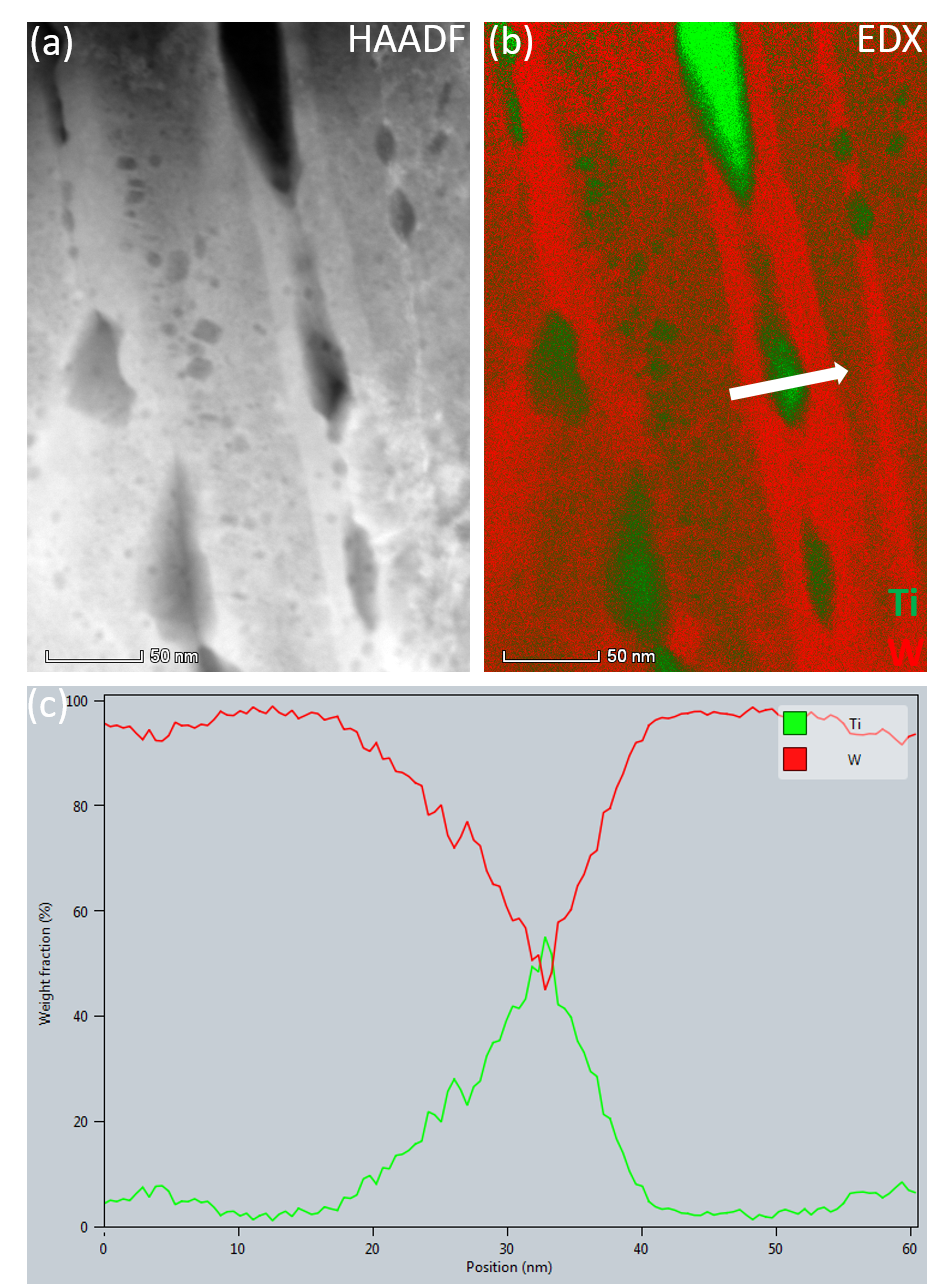 (a) HAADF
(b) EDX
50 nm
Ti
W
50 nm
(c)
100
80
60
40
20
0
Weight fraction (%)
Ti
W
0 10 20 30 40 50 60
Position (nm)